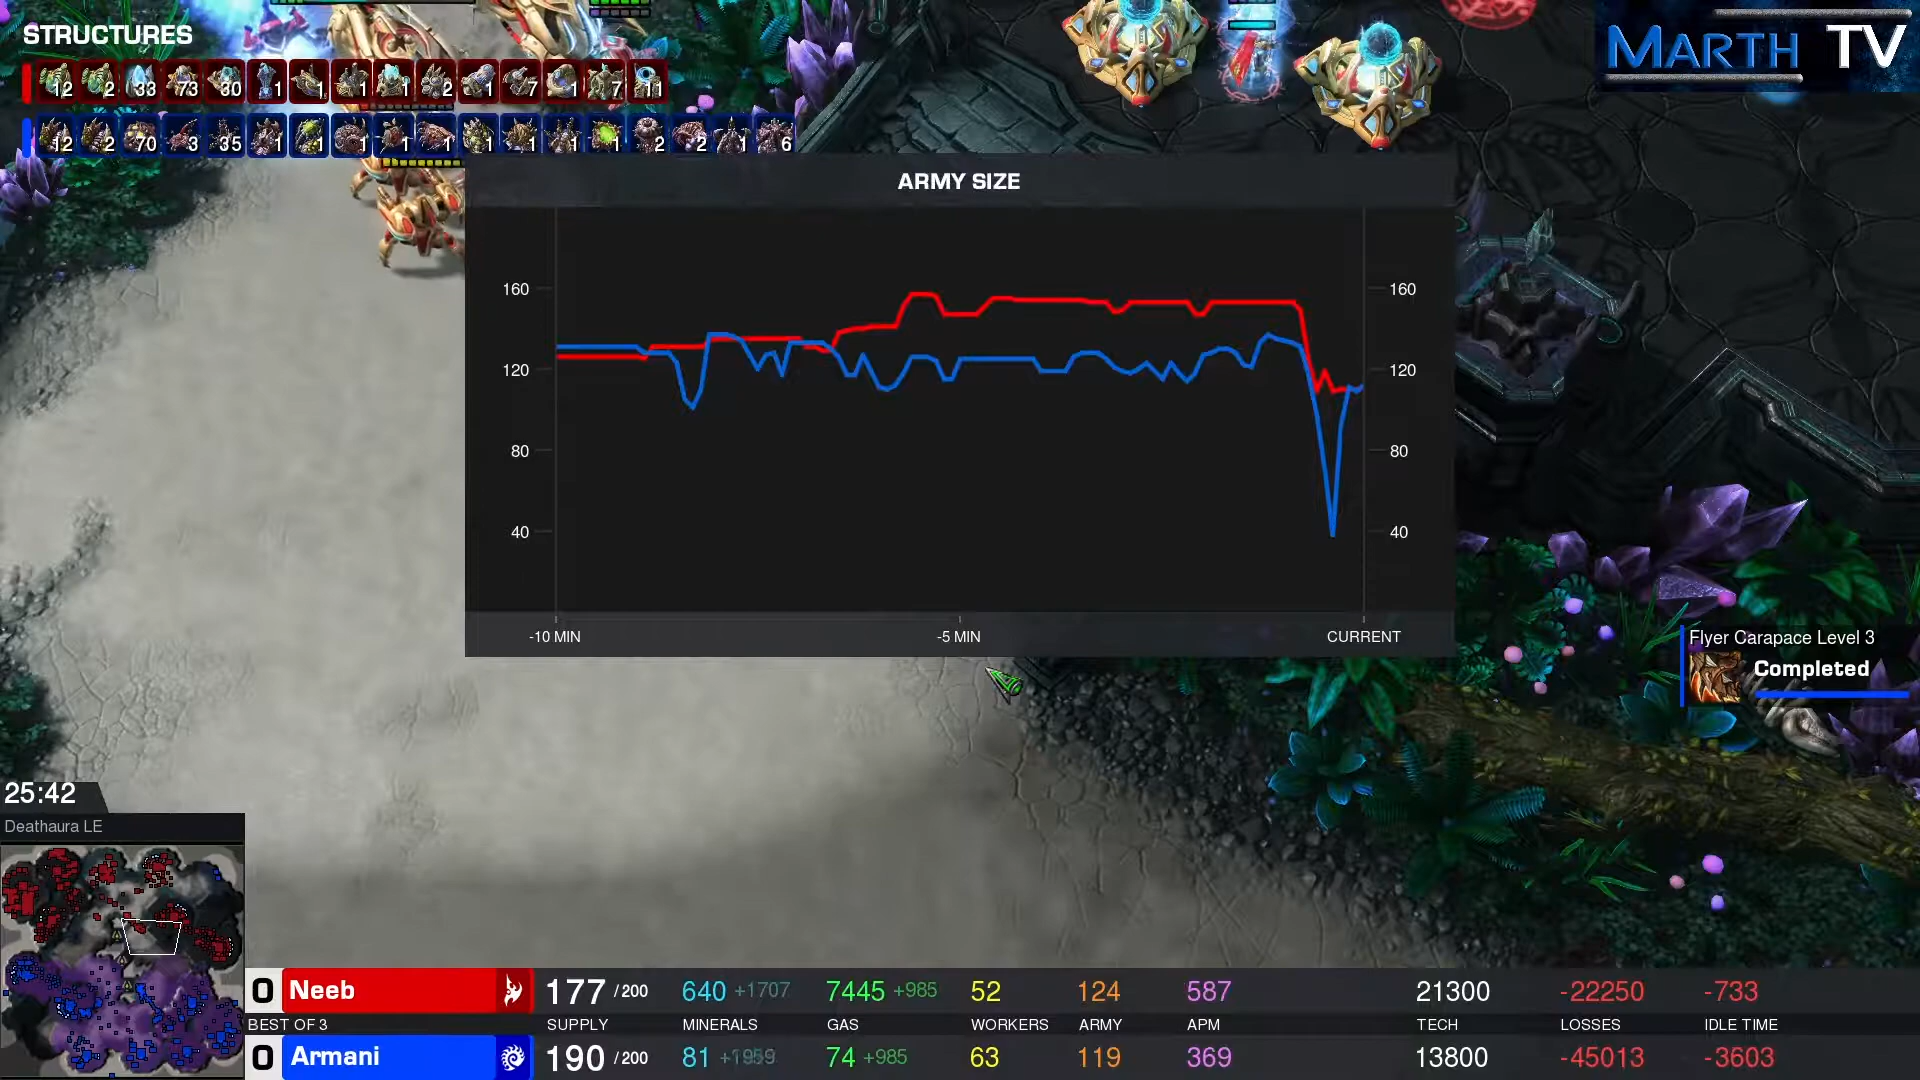 STRUCTURES
MARTH TV
12 2 33 73 30 1 1 1 1 2 1 7 1 7 11
12 2 70 3 35 1 1 1 1 1 1 1 1 1 2 2 1 6
ARMY SIZE
160 160
120 120
80 80
40 40
-10 MIN -5 MIN CURRENT
Flyer Carapace Level 3
Completed
25:42
Deathaura LE
0 Neeb 177 /200 640 +1707 7445 +985 52 124 587 21300 -22250 -733
BEST OF 3 SUPPLY MINERALS GAS WORKERS ARMY APM TECH LOSSES IDLE TIME
0 Armani 190 /200 81 +1959 74 +985 63 119 369 13800 -45013 -3603